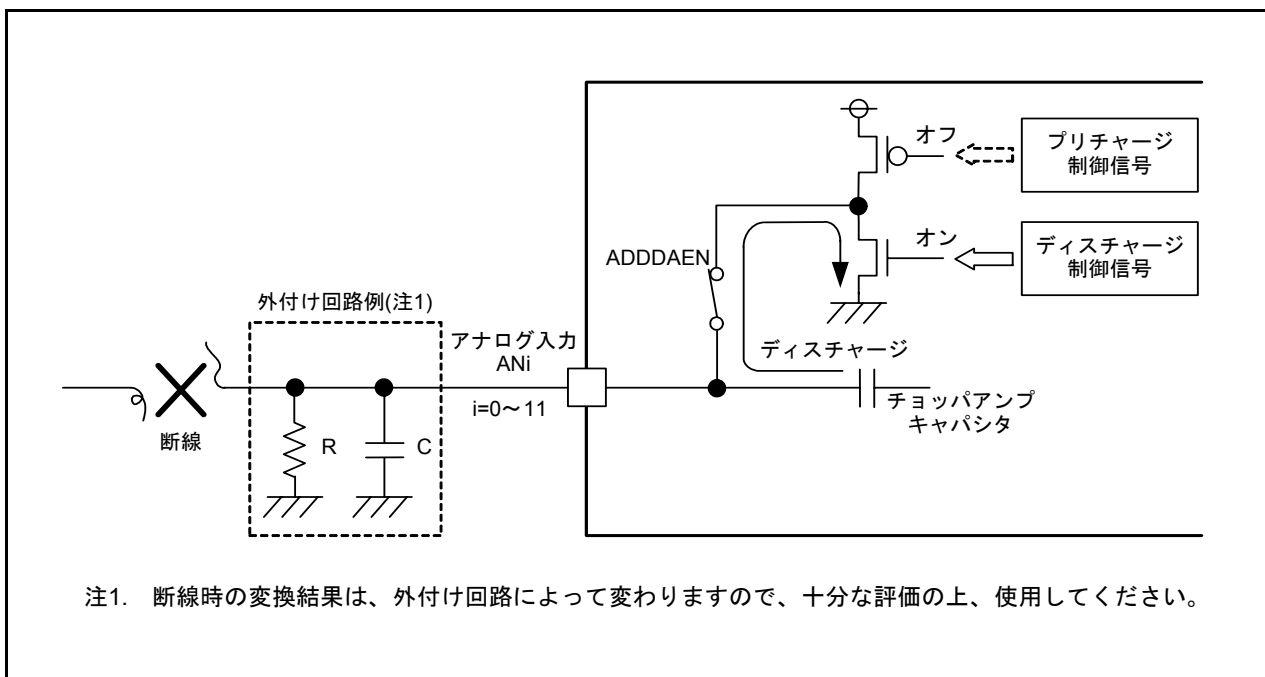 オフ
プリチャージ
制御信号
オン
ディスチャージ
制御信号
ADDDAEN
外付け回路例(注1)
アナログ入力
ANi
i=0～11
ディスチャージ
チョッパアンプ
キャパシタ
断線
R
C
注1. 断線時の変換結果は、外付け回路によって変わりますので、十分な評価の上、使用してください。